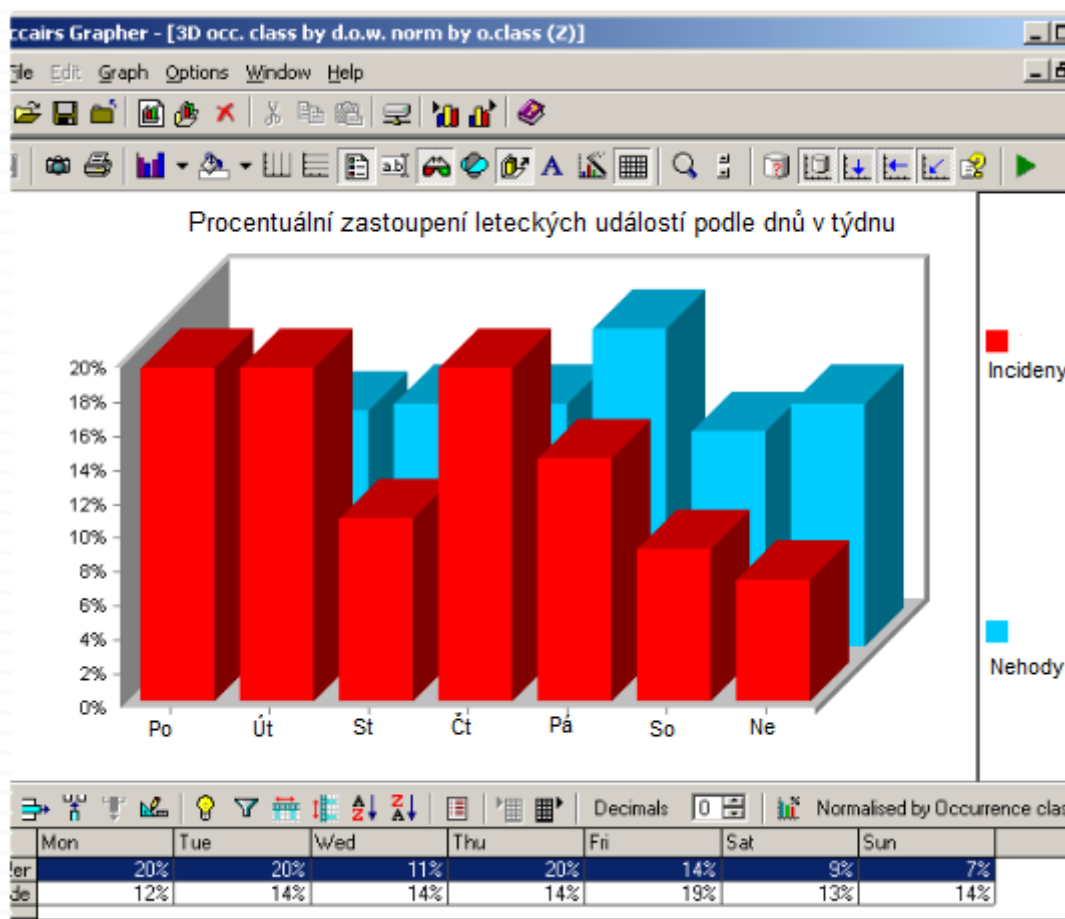 ccairs Grapher - [3D occ. class by d.o.w. norm by o.class (2)]
File Edit Graph Options Window Help
Procentuální zastoupení leteckých událostí podle dnů v týdnu
20%
18%
16%
14%
12%
10%
8%
6%
4%
2%
0%
Po Út St Čt Pá So Ne
Incideny
Nehody
Decimals 0 Normalised by Occurrence clas
Mon Tue Wed Thu Fri Sat Sun
er 20% 20% 11% 20% 14% 9% 7%
de 12% 14% 14% 14% 19% 13% 14%